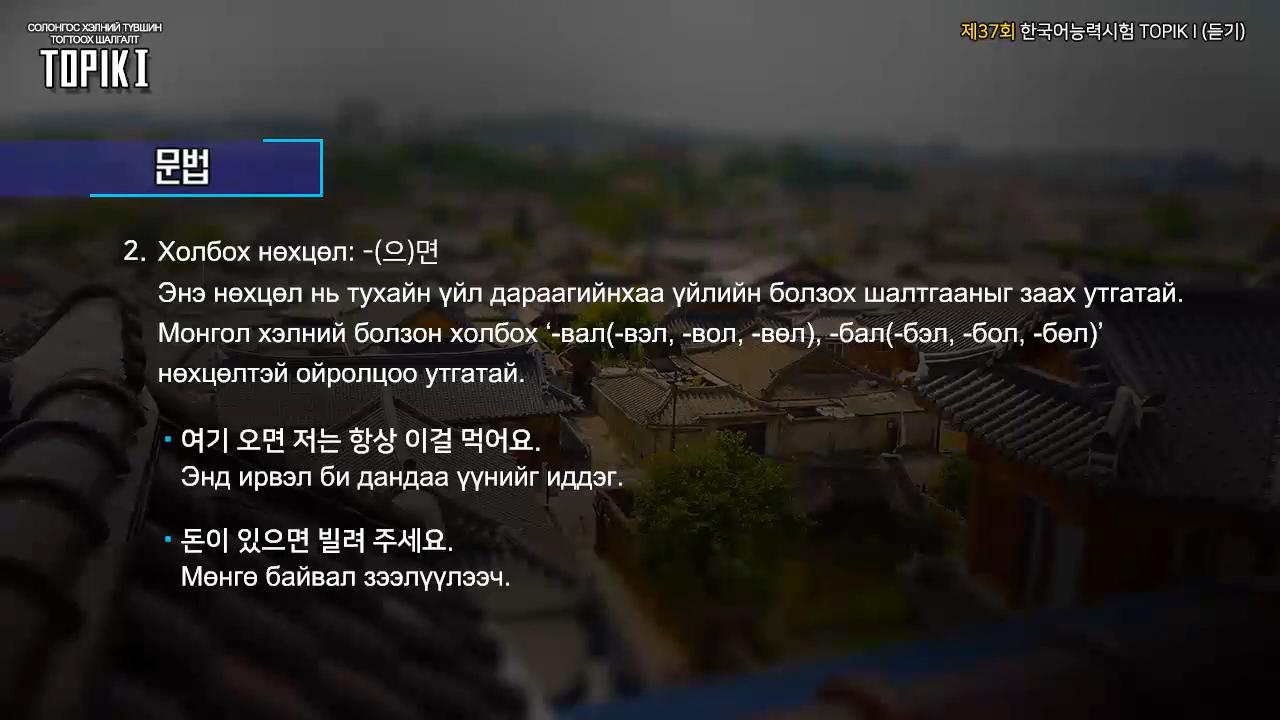 СОЛОНГОС ХЭЛНИЙ ТҮВШИН
ТОГТООХ ШАЛГАЛТ
TOPIK I
제37회 한국어능력시험 TOPIK I (듣기)
문법
2. Холбох нөхцөл: -(으)면
Энэ нөхцөл нь тухайн үйл дараагийнхаа үйлийн болзох шалтгааныг заах утгатай.
Монгол хэлний болзон холбох ‘-вал(-вэл, -вол, -вөл), -бал(-бэл, -бол, -бөл)’
нөхцөлтэй ойролцоо утгатай.
· 여기 오면 저는 항상 이걸 먹어요.
Энд ирвэл би дандаа үүнийг иддэг.
· 돈이 있으면 빌려 주세요.
Мөнгө байвал зээлүүлээч.